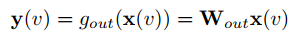 y(v) = g_out(x(v)) = W_out x(v)